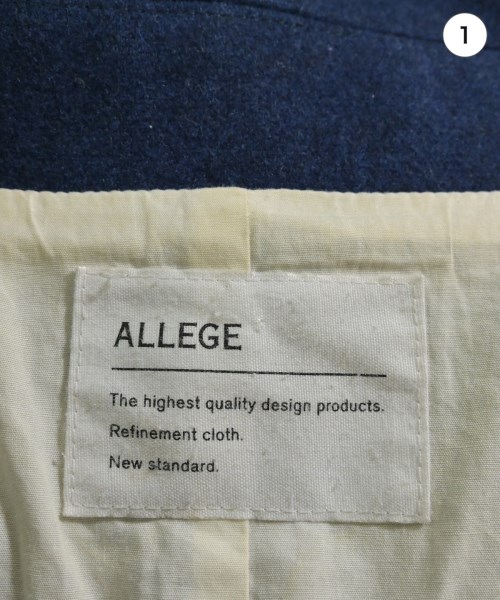 1
ALLEGE
The highest quality design products.
Refinement cloth.
New standard.